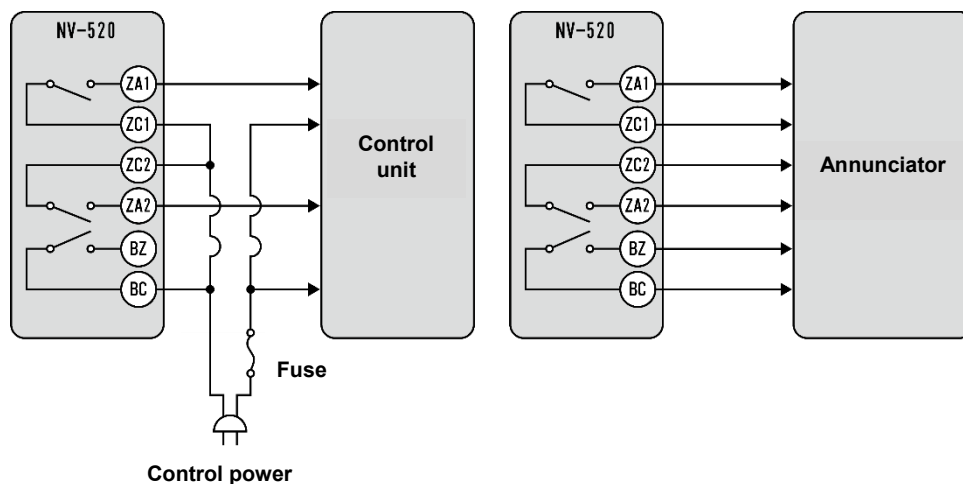 NV-520
ZA1
ZC1
ZC2
ZA2
BZ
BC
Control
unit
Fuse
Control power
NV-520
ZA1
ZC1
ZC2
ZA2
BZ
BC
Annunciator